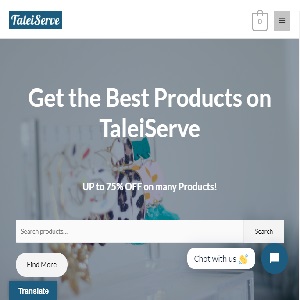 TaleiServe
0
Get the Best Products on
TaleiServe
UP to 75% OFF on many Products!
Search products…
Search
Chat with us 👋
Find More
Translate